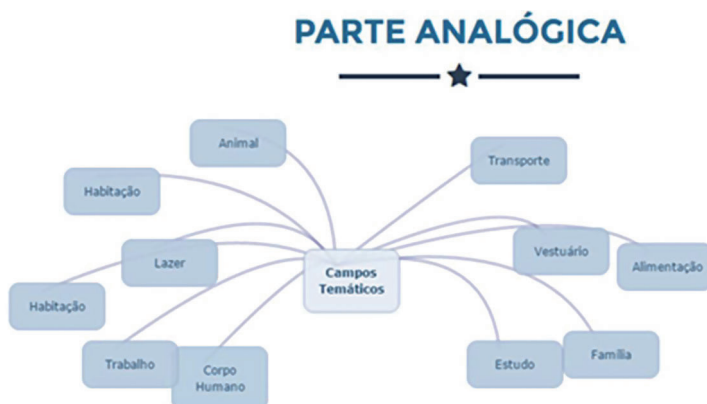 PARTE ANALÓGICA
Animal
Transporte
Habitação
Vestuário
Lazer
Alimentação
Campos
Temáticos
Habitação
Trabalho
Corpo
Humano
Estudo
Família